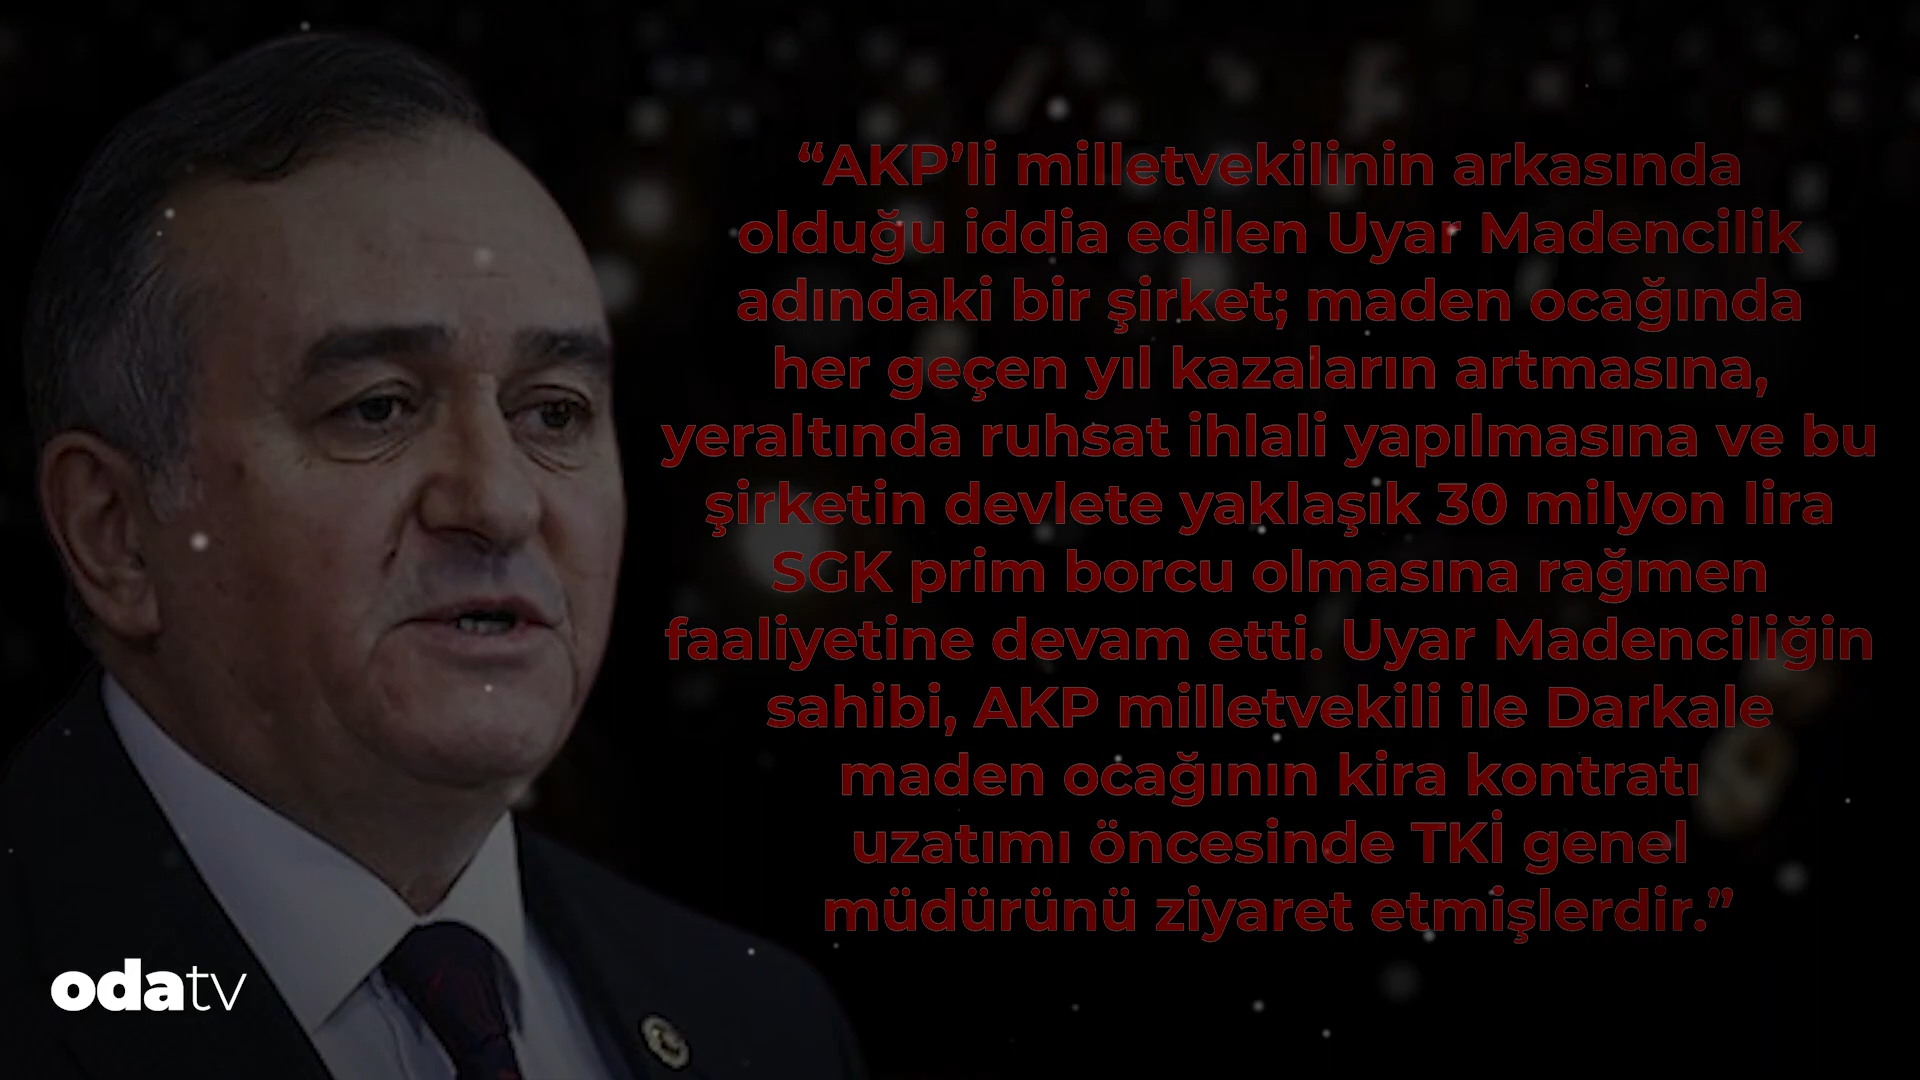 “AKP’li milletvekilinin arkasında
olduğu iddia edilen Uyar Madencilik
adındaki bir şirket; maden ocağında
her geçen yıl kazaların artmasına,
yeraltında ruhsat ihlali yapılmasına ve bu
şirketin devlete yaklaşık 30 milyon lira
SGK prim borcu olmasına rağmen
faaliyetine devam etti. Uyar Madenciliğin
sahibi, AKP milletvekili ile Darkale
maden ocağının kira kontratı
uzatımı öncesinde TKİ genel
müdürünü ziyaret etmişlerdir.”
odatv